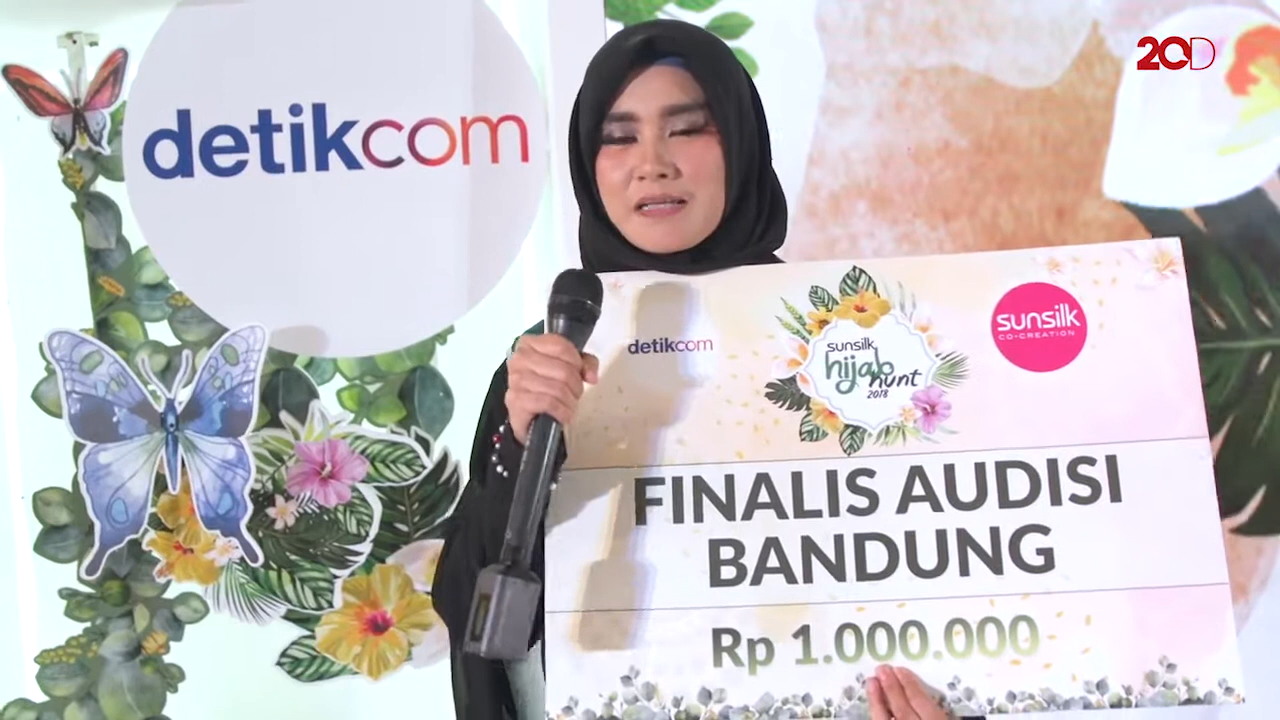 20D
detikcom
detikcom
sunsilk
hijab
hunt
2018
sunsilk
CO-CREATION
FINALIS AUDISI
BANDUNG
Rp 1.000.000